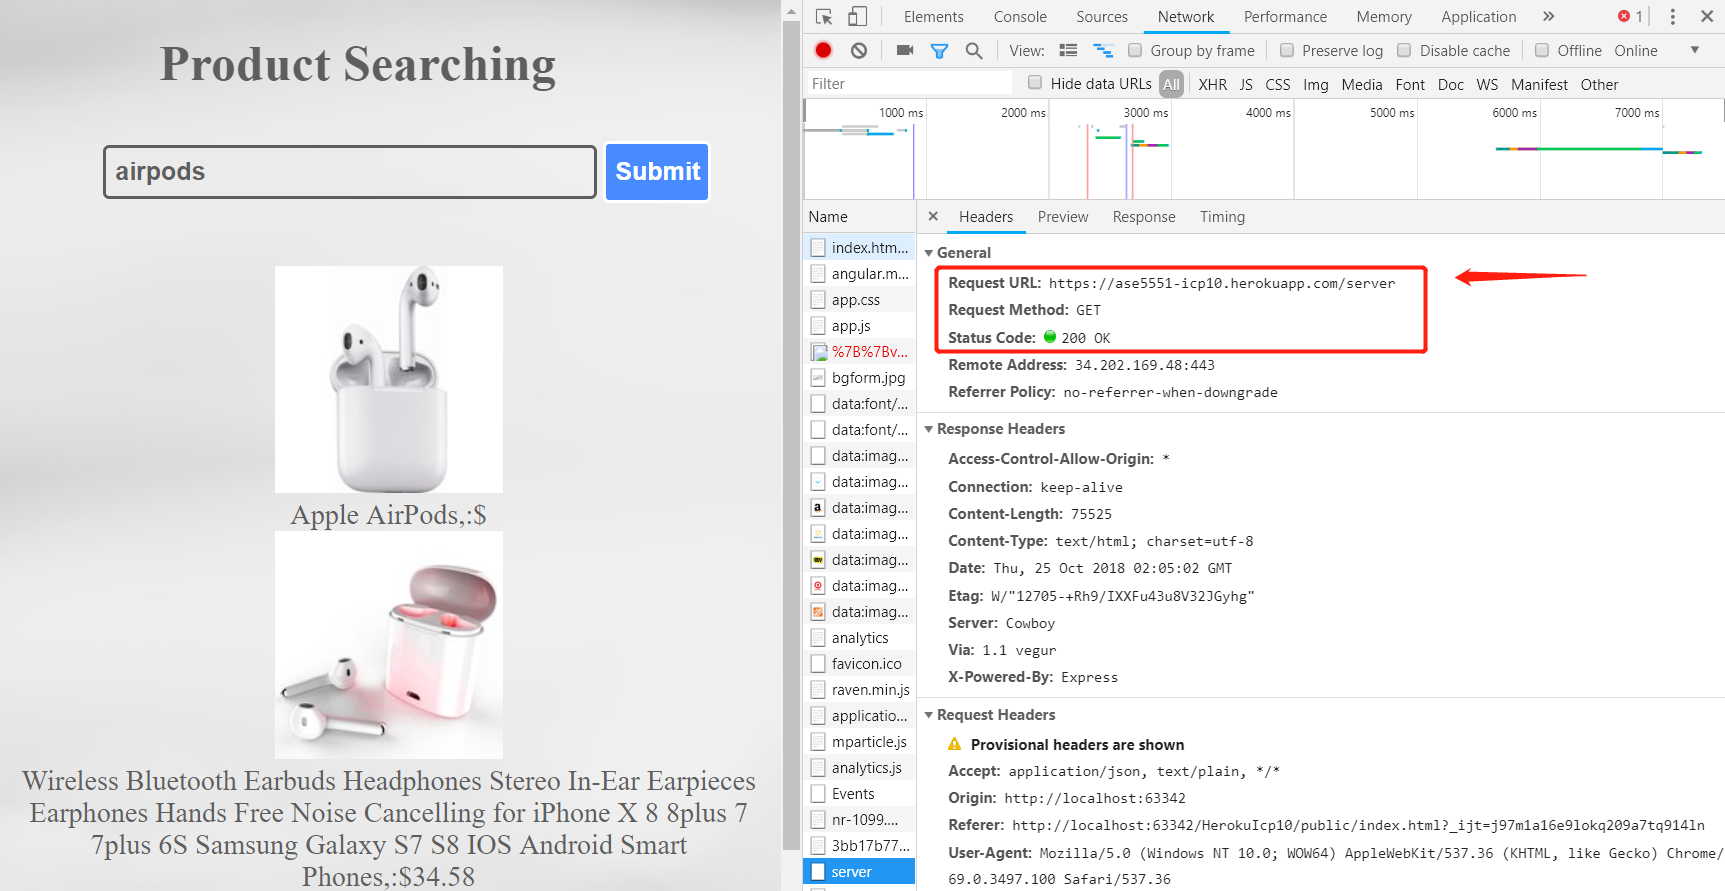 Product Searching
airpods
Submit
Apple AirPods,:$
Wireless Bluetooth Earbuds Headphones Stereo In-Ear Earpieces
Earphones Hands Free Noise Cancelling for iPhone X 8 8plus 7
7plus 6S Samsung Galaxy S7 S8 IOS Android Smart
Phones,:$34.58
Elements Console Sources Network Performance Memory Application » 1
View: Group by frame Preserve log Disable cache Offline Online
Filter Hide data URLs All XHR JS CSS Img Media Font Doc WS Manifest Other
1000 ms 2000 ms 3000 ms 4000 ms 5000 ms 6000 ms 7000 ms
Name
index.htm...
angular.m...
app.css
app.js
%7B%7Bv...
bgform.jpg
data:font/...
data:font/...
data:imag...
data:imag...
data:imag...
data:imag...
data:imag...
data:imag...
data:imag...
analytics
favicon.ico
raven.min.js
applicatio...
mparticle.js
analytics.js
Events
nr-1099....
3bb17b77...
server
Headers Preview Response Timing
General
Request URL: https://ase5551-icp10.herokuapp.com/server
Request Method: GET
Status Code: 200 OK
Remote Address: 34.202.169.48:443
Referrer Policy: no-referrer-when-downgrade
Response Headers
Access-Control-Allow-Origin: *
Connection: keep-alive
Content-Length: 75525
Content-Type: text/html; charset=utf-8
Date: Thu, 25 Oct 2018 02:05:02 GMT
Etag: W/"12705-+Rh9/IXXFu43u8V32JGyhg"
Server: Cowboy
Via: 1.1 vegur
X-Powered-By: Express
Request Headers
Provisional headers are shown
Accept: application/json, text/plain, */*
Origin: http://localhost:63342
Referer: http://localhost:63342/HerokuIcp10/public/index.html?_ijt=j97m1a16e9lokq209a7tq914ln
User-Agent: Mozilla/5.0 (Windows NT 10.0; WOW64) AppleWebKit/537.36 (KHTML, like Gecko) Chrome/
69.0.3497.100 Safari/537.36